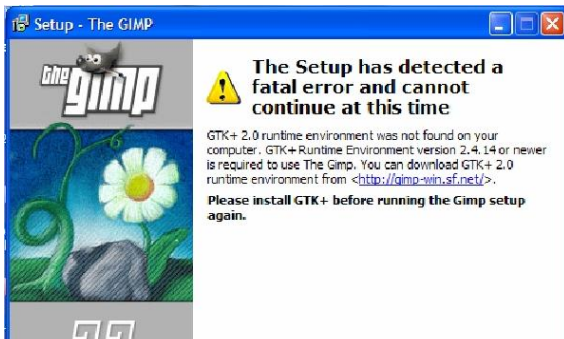 Setup - The GIMP
the gimp
The Setup has detected a
fatal error and cannot
continue at this time
GTK+ 2.0 runtime environment was not found on your
computer. GTK+ Runtime Environment version 2.4.14 or newer
is required to use The Gimp. You can download GTK+ 2.0
runtime environment from <http://gimp-win.sf.net/>.
Please install GTK+ before running the Gimp setup
again.